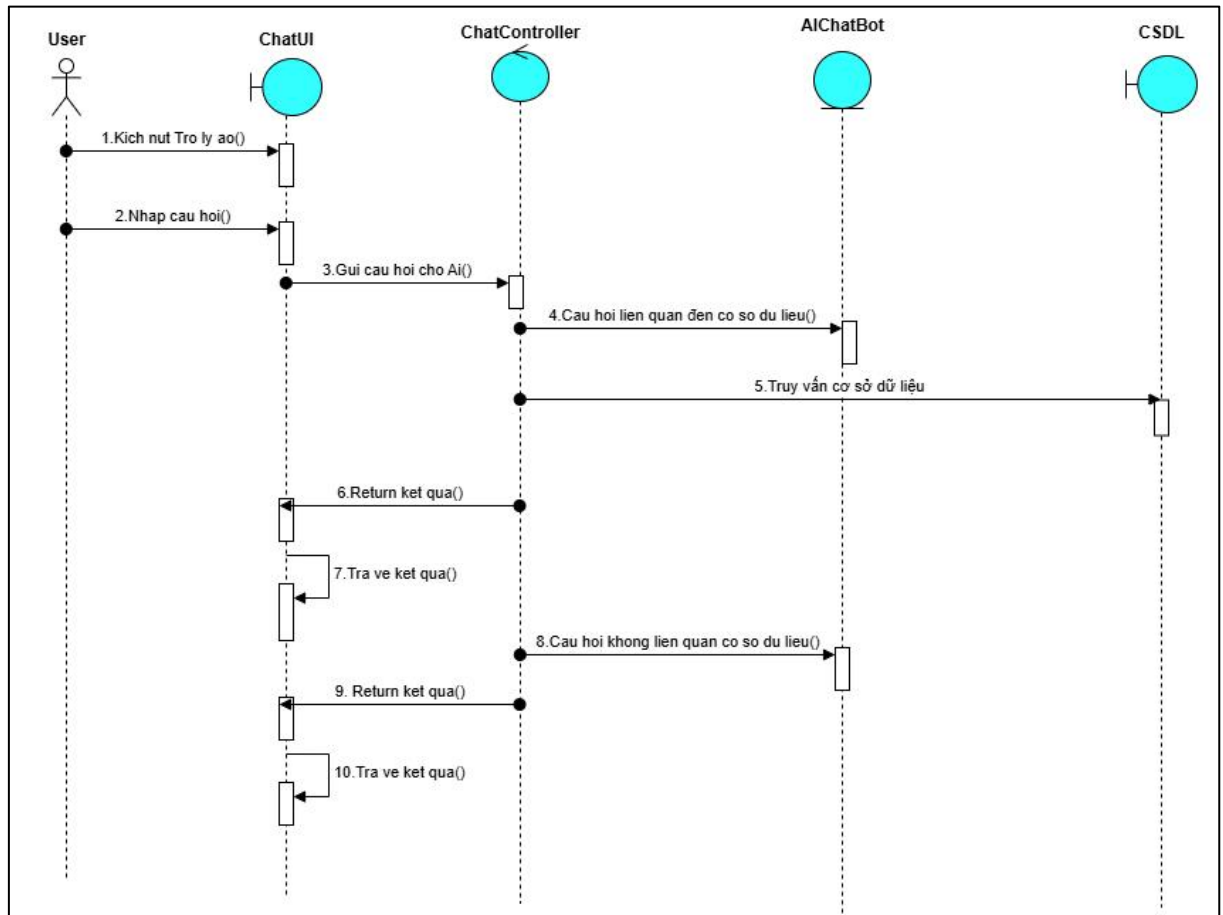 User
ChatUI
ChatController
AIChatBot
CSDL
1.Kich nut Tro ly ao()
2.Nhap cau hoi()
3.Gui cau hoi cho Ai()
4.Cau hoi lien quan đen co so du lieu()
5.Truy vấn cơ sở dữ liệu
6.Return ket qua()
7.Tra ve ket qua()
8.Cau hoi khong lien quan co so du lieu()
9. Return ket qua()
10.Tra ve ket qua()